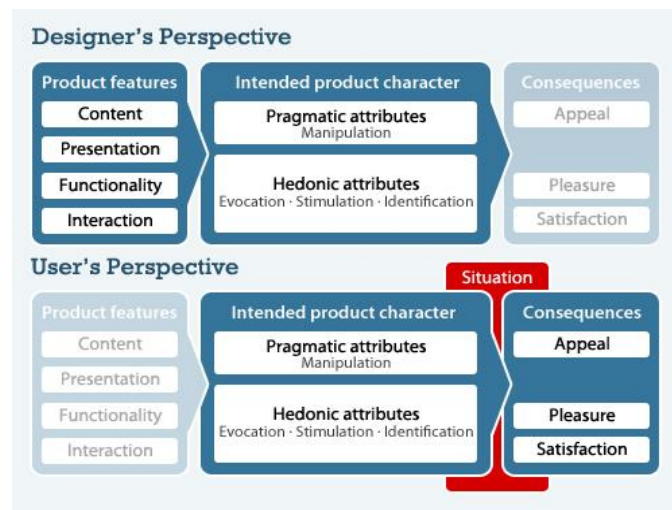 Designer's Perspective
Product features
Content
Presentation
Functionality
Interaction
Intended product character
Pragmatic attributes
Manipulation
Hedonic attributes
Evocation · Stimulation · Identification
Consequences
Appeal
Pleasure
Satisfaction
User's Perspective
Situation
Product features
Content
Presentation
Functionality
Interaction
Intended product character
Pragmatic attributes
Manipulation
Hedonic attributes
Evocation · Stimulation · Identification
Consequences
Appeal
Pleasure
Satisfaction